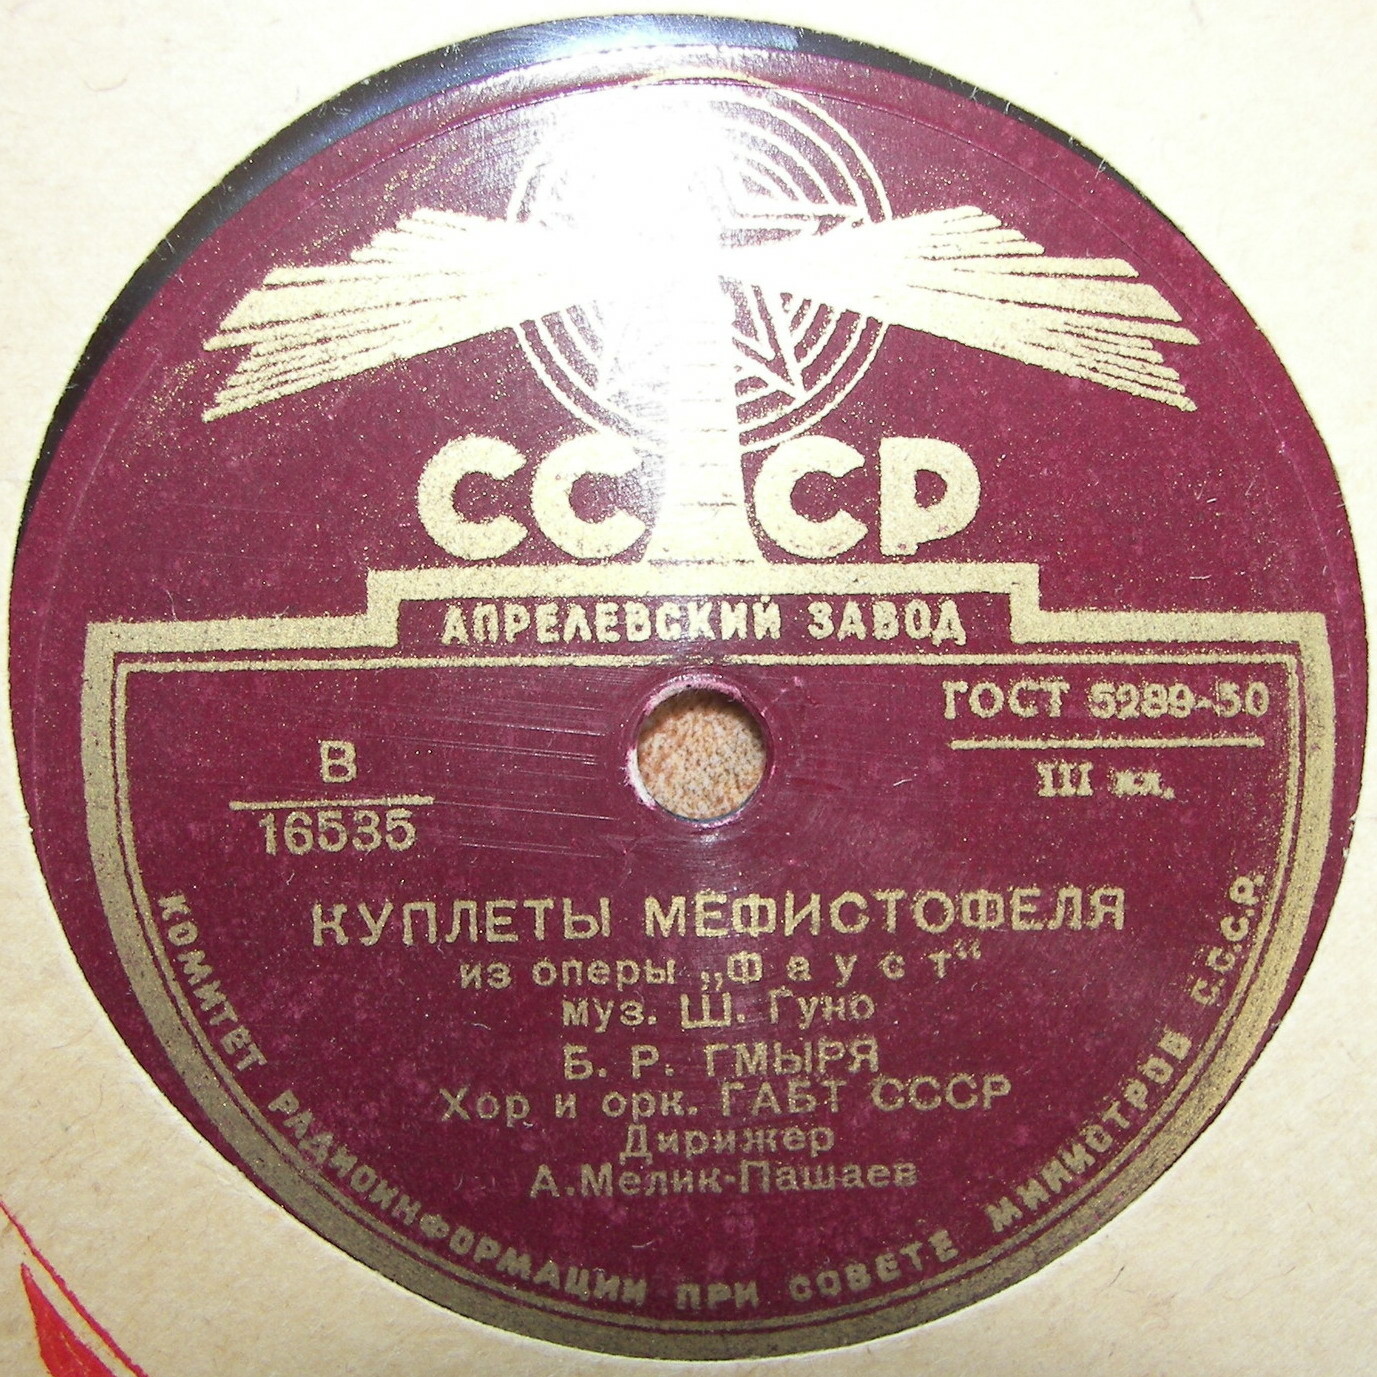 СССР
АПРЕЛЕВСКИЙ ЗАВОД
ГОСТ 5289-50
III кл.
В
16535
КУПЛЕТЫ МЕФИСТОФЕЛЯ
из оперы „Фауст“
муз. Ш. Гуно
Б. Р. ГМЫРЯ
Хор и орк. ГАБТ СССР
Дирижер
А.Мелик-Пашаев
КОМИТЕТ РАДИОИНФОРМАЦИИ ПРИ СОВЕТЕ МИНИСТРОВ С.С.С.Р.